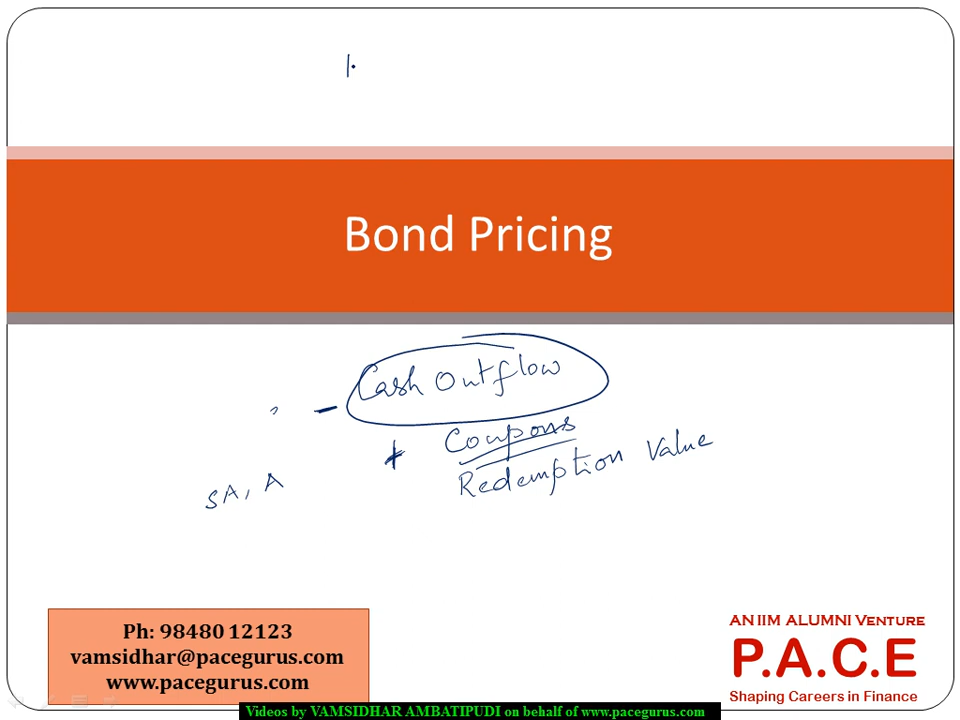 Bond Pricing
- Cash Outflow
+ Coupons
Redemption Value
SA, A
Ph: 98480 12123
vamsidhar@pacegurus.com
www.pacegurus.com
AN IIM ALUMNI VENTURE
P.A.C.E
Shaping Careers in Finance
Videos by VAMSIDHAR AMBATIPUDI on behalf of www.pacegurus.com